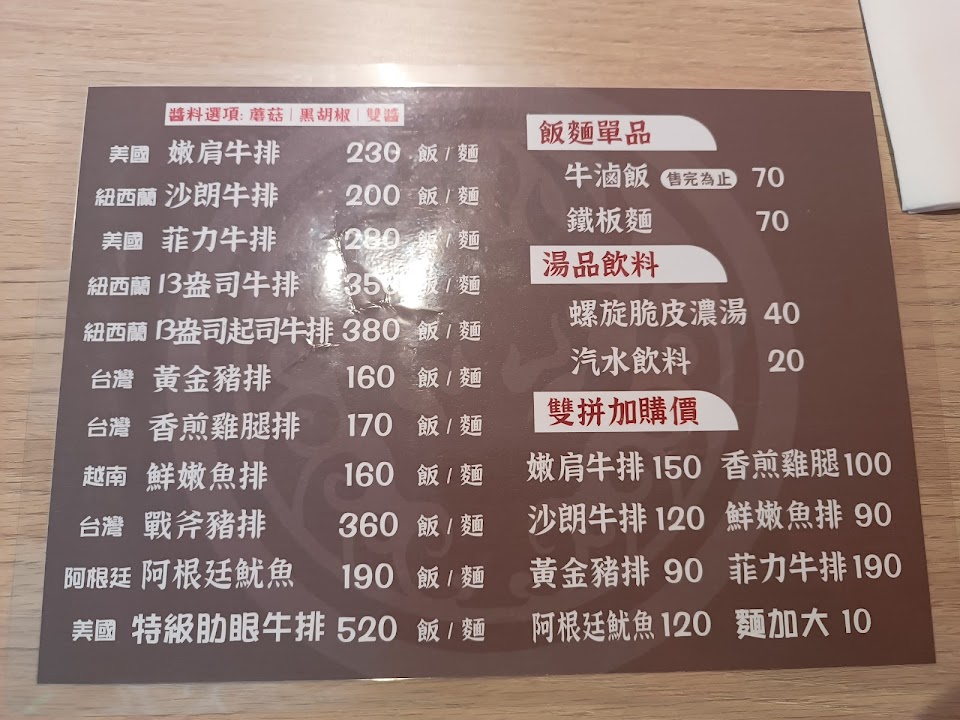 醬料選項: 蘑菇 | 黑胡椒 | 雙醬
美國 嫩肩牛排 230 飯 / 麵
紐西蘭 沙朗牛排 200 飯 / 麵
美國 菲力牛排 280 飯 / 麵
紐西蘭 13盎司牛排 350 飯 / 麵
紐西蘭 13盎司起司牛排 380 飯 / 麵
台灣 黃金豬排 160 飯 / 麵
台灣 香煎雞腿排 170 飯 / 麵
越南 鮮嫩魚排 160 飯 / 麵
台灣 戰斧豬排 360 飯 / 麵
阿根廷 阿根廷魷魚 190 飯 / 麵
美國 特級肋眼牛排 520 飯 / 麵
飯麵單品
牛滷飯 售完為止 70
鐵板麵 70
湯品飲料
螺旋脆皮濃湯 40
汽水飲料 20
雙拼加購價
嫩肩牛排 150 香煎雞腿 100
沙朗牛排 120 鮮嫩魚排 90
黃金豬排 90 菲力牛排 190
阿根廷魷魚 120 麵加大 10